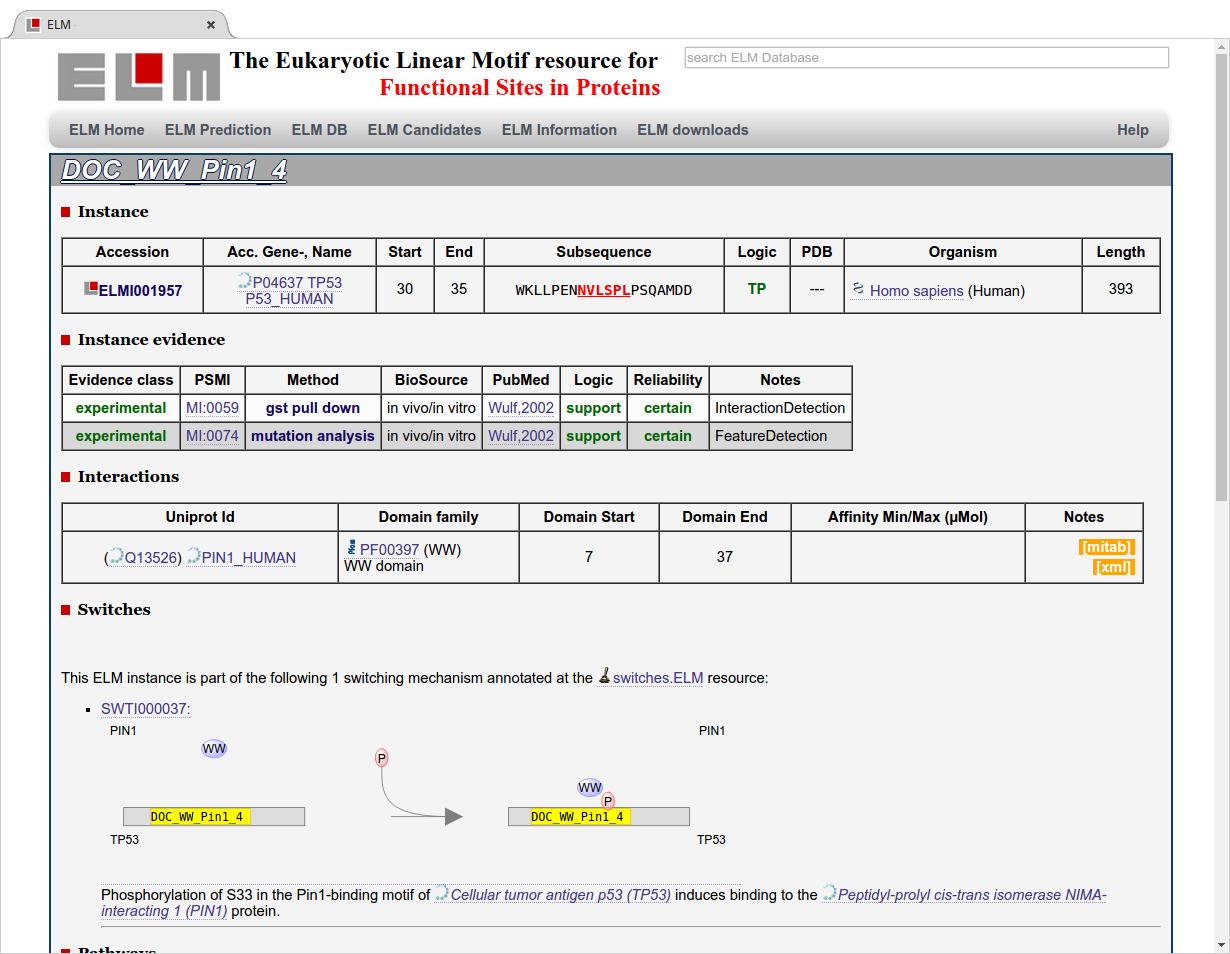 ELM
ELM
The Eukaryotic Linear Motif resource for
Functional Sites in Proteins
search ELM Database
ELM Home ELM Prediction ELM DB ELM Candidates ELM Information ELM downloads Help
DOC_WW_Pin1_4
Instance
Accession Acc. Gene-, Name Start End Subsequence Logic PDB Organism Length
ELMI001957 P04637 TP53 P53_HUMAN 30 35 WKLLPENNVLSPLPSQAMDD TP --- Homo sapiens (Human) 393
Instance evidence
Evidence class PSMI Method BioSource PubMed Logic Reliability Notes
experimental MI:0059 gst pull down in vivo/in vitro Wulf,2002 support certain InteractionDetection
experimental MI:0074 mutation analysis in vivo/in vitro Wulf,2002 support certain FeatureDetection
Interactions
Uniprot Id Domain family Domain Start Domain End Affinity Min/Max (µMol) Notes
(Q13526) PIN1_HUMAN PF00397 (WW) WW domain 7 37 [mitab] [xml]
Switches
This ELM instance is part of the following 1 switching mechanism annotated at the switches.ELM resource:
SWTI000037:
PIN1 PIN1
WW
P
WW
P
DOC_WW_Pin1_4 DOC_WW_Pin1_4
TP53 TP53
Phosphorylation of S33 in the Pin1-binding motif of Cellular tumor antigen p53 (TP53) induces binding to the Peptidyl-prolyl cis-trans isomerase NIMA-
interacting 1 (PIN1) protein.
Pathways